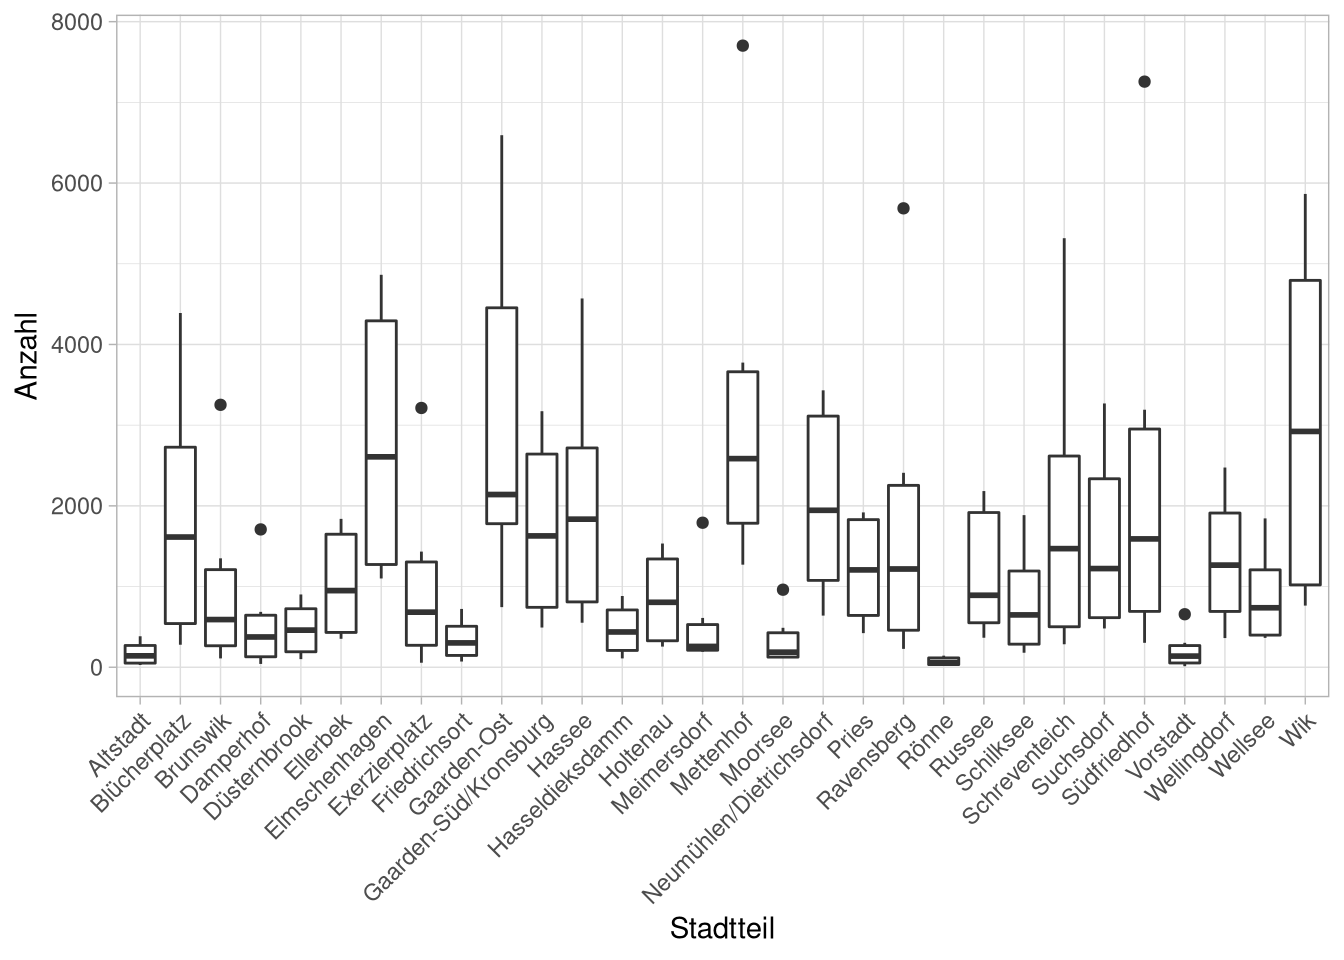 8000
6000
4000
2000
0
Anzahl
Altstadt
Blücherplatz
Brunswik
Damperhof
Düsternbrook
Ellerbek
Elmschenhagen
Exerzierplatz
Friedrichsort
Gaarden-Ost
Gaarden-Süd/Kronsburg
Hassee
Hasseldieksdamm
Holtenau
Meimersdorf
Mettenhof
Moorsee
Neumühlen/Dietrichsdorf
Pries
Ravensberg
Rönne
Russee
Schilksee
Schreventeich
Suchsdorf
Südfriedhof
Vorstadt
Wellingdorf
Wellsee
Wik
Stadtteil